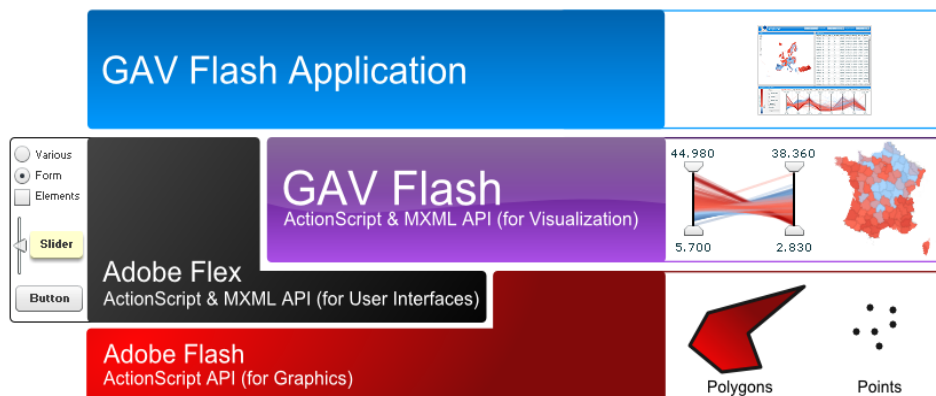 GAV Flash Application
Various
Form
Elements
Slider
Button
GAV Flash
ActionScript & MXML API (for Visualization)
44.980
38.360
5.700
2.830
Adobe Flex
ActionScript & MXML API (for User Interfaces)
Adobe Flash
ActionScript API (for Graphics)
Polygons
Points